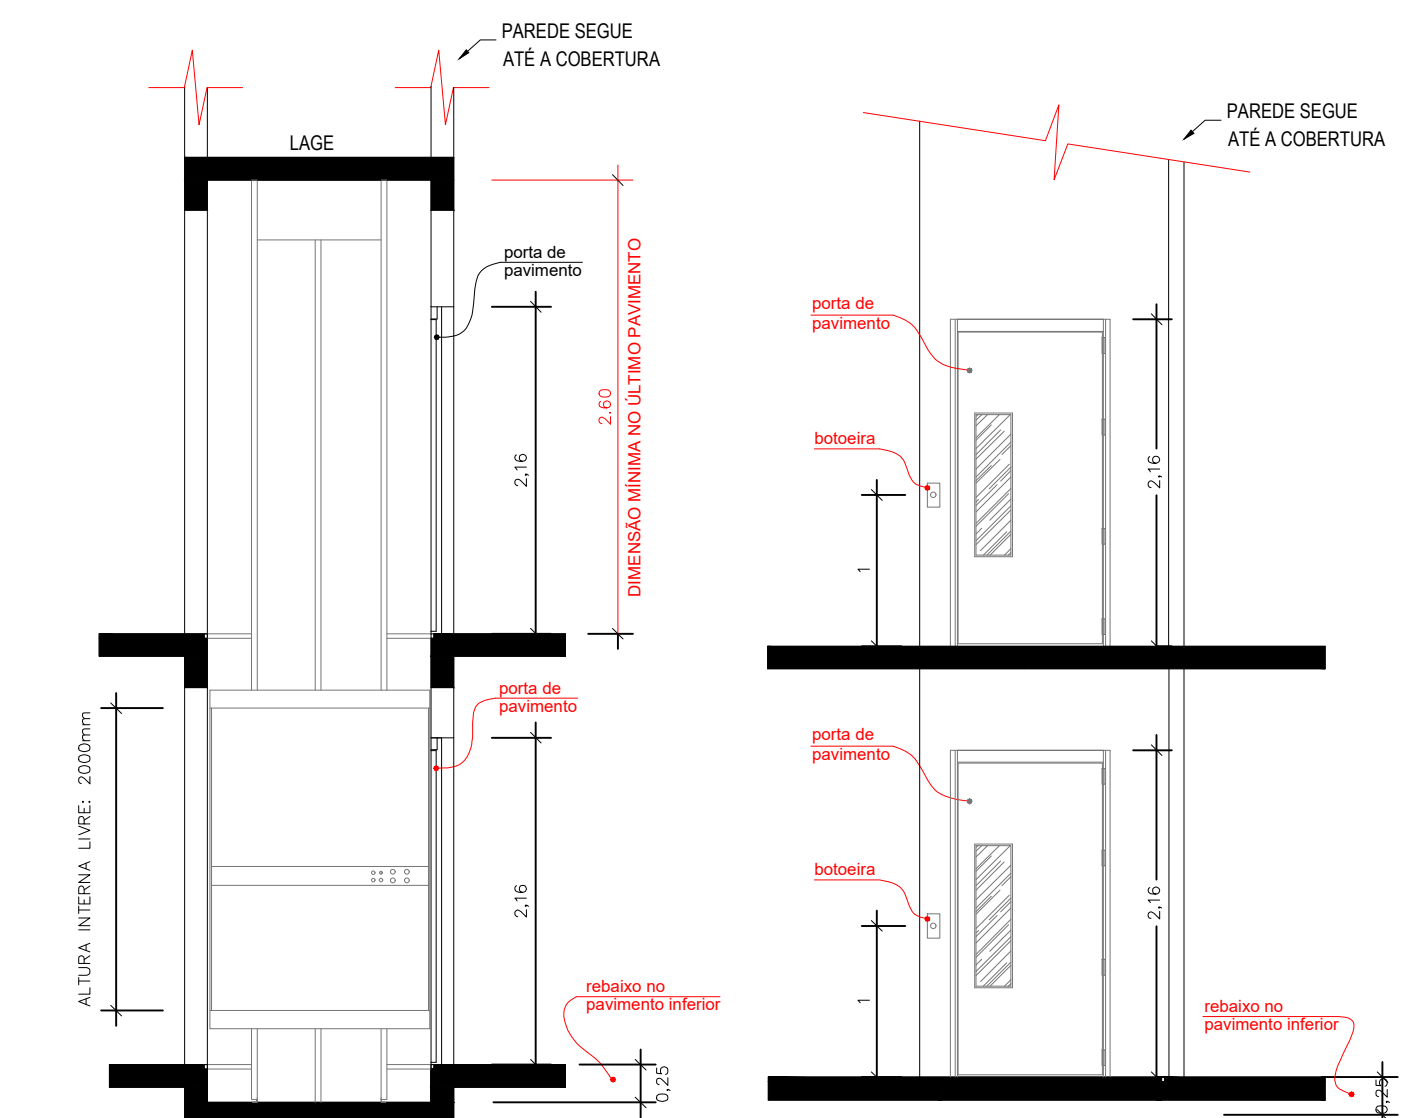 PAREDE SEGUE
ATÉ A COBERTURA
LAGE
porta de
pavimento
2,16
2.60
DIMENSÃO MÍNIMA NO ÚLTIMO PAVIMENTO
porta de
pavimento
ALTURA INTERNA LIVRE: 2000mm
2,16
rebaixo no
pavimento inferior
0,25
PAREDE SEGUE
ATÉ A COBERTURA
porta de
pavimento
botoeira
2,16
1
porta de
pavimento
botoeira
2,16
1
rebaixo no
pavimento inferior
0,25